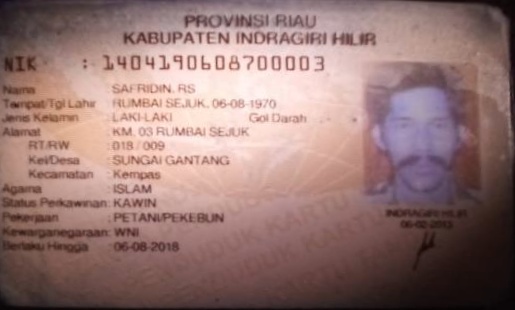 PROVINSI RIAU
KABUPATEN INDRAGIRI HILIR
NIK : 1404190608700003
Nama : SAFRIDIN. RS
Tempat/Tgl Lahir : RUMBAI SEJUK, 06-08-1970
Jenis Kelamin : LAKI-LAKI Gol Darah :
Alamat : KM. 03 RUMBAI SEJUK
RT/RW : 018 / 009
Kel/Desa : SUNGAI GANTANG
Kecamatan : Kempas
Agama : ISLAM
Status Perkawinan: KAWIN
Pekerjaan : PETANI/PEKEBUN
Kewarganegaraan: WNI
Berlaku Hingga : 06-08-2018
INDRAGIRI HILIR
06-02-2013